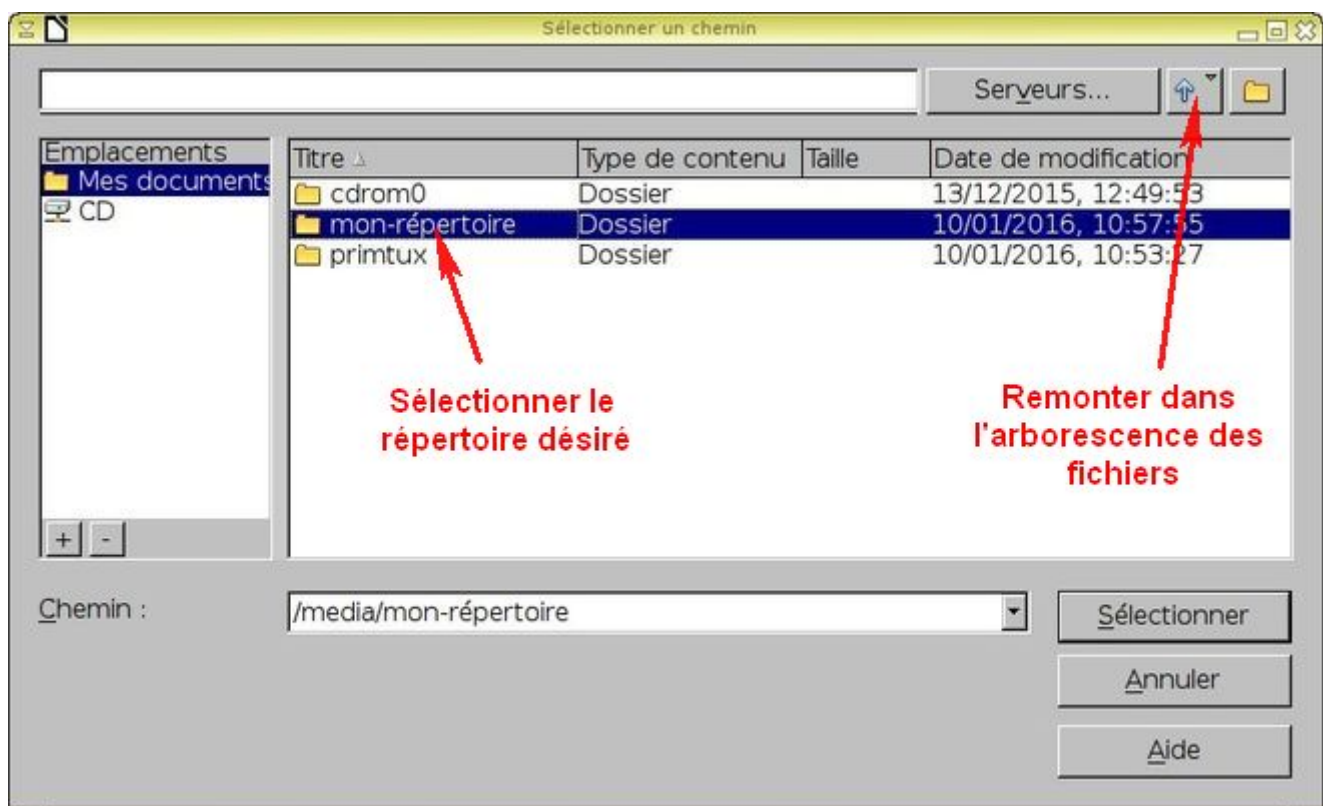 Sélectionner un chemin
Serveurs...
Emplacements
Mes documents
CD
Titre Type de contenu Taille Date de modification
cdrom0 Dossier 13/12/2015, 12:49:53
mon-répertoire Dossier 10/01/2016, 10:57:55
primtux Dossier 10/01/2016, 10:53:27
Sélectionner le
répertoire désiré
Remonter dans
l'arborescence des
fichiers
+ -
Chemin : /media/mon-répertoire
Sélectionner
Annuler
Aide